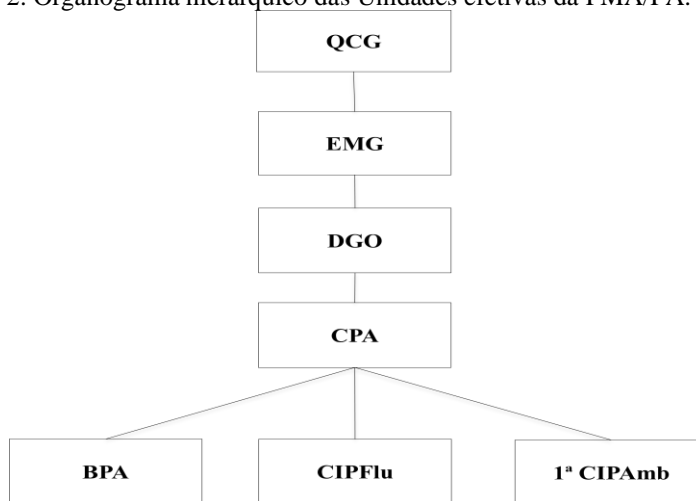 2. Organograma hierárquico das Unidades efetivas da PMA/PA.
QCG
EMG
DGO
CPA
BPA CIPFlu 1ª CIPAmb